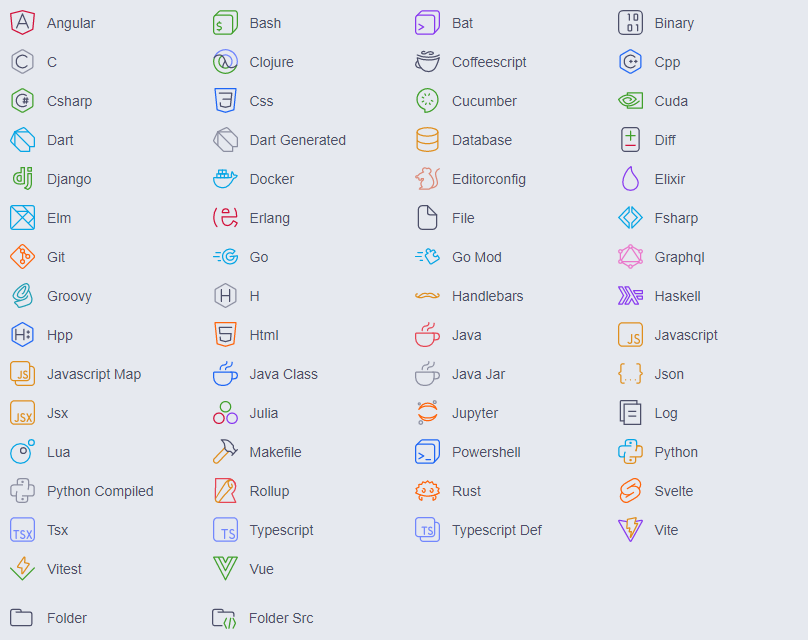 Angular Bash Bat Binary
C Clojure Coffeescript Cpp
Csharp Css Cucumber Cuda
Dart Dart Generated Database Diff
Django Docker Editorconfig Elixir
Elm Erlang File Fsharp
Git Go Go Mod Graphql
Groovy H Handlebars Haskell
Hpp Html Java Javascript
Javascript Map Java Class Java Jar Json
Jsx Julia Jupyter Log
Lua Makefile Powershell Python
Python Compiled Rollup Rust Svelte
Tsx Typescript Typescript Def Vite
Vitest Vue
Folder Folder Src